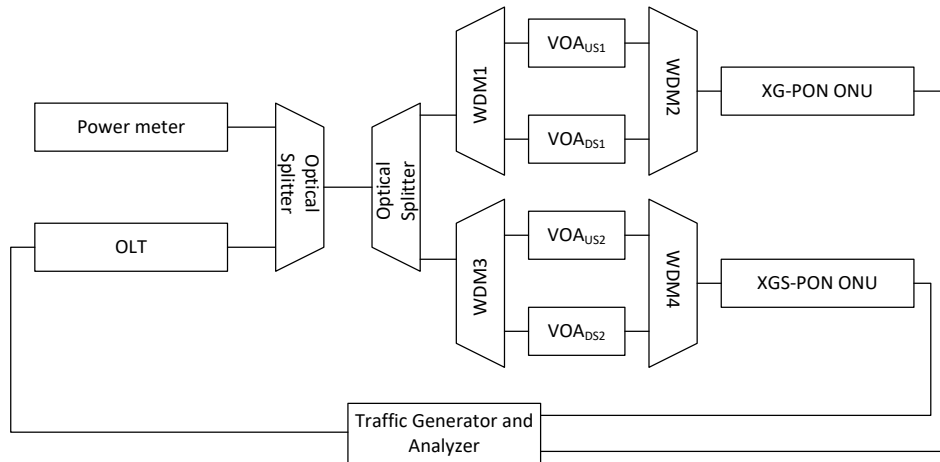 WDM1
VOAUS1
VOADS1
WDM2
XG-PON ONU
Power meter
OLT
Optical
Splitter
Optical
Splitter
WDM3
VOAUS2
VOADS2
WDM4
XGS-PON ONU
Traffic Generator and
Analyzer